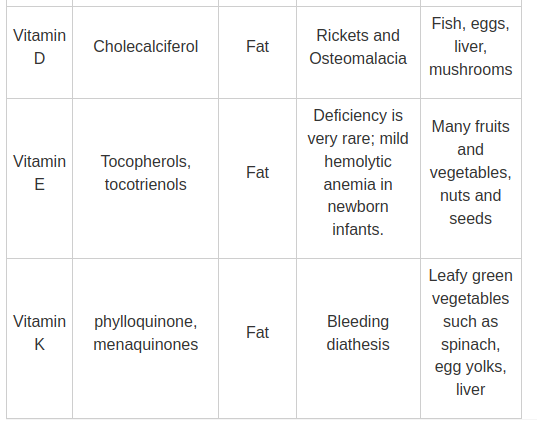 Vitamin
D
Cholecalciferol
Fat
Rickets and
Osteomalacia
Fish, eggs,
liver,
mushrooms
Vitamin
E
Tocopherols,
tocotrienols
Fat
Deficiency is
very rare; mild
hemolytic
anemia in
newborn
infants.
Many fruits
and
vegetables,
nuts and
seeds
Vitamin
K
phylloquinone,
menaquinones
Fat
Bleeding
diathesis
Leafy green
vegetables
such as
spinach,
egg yolks,
liver